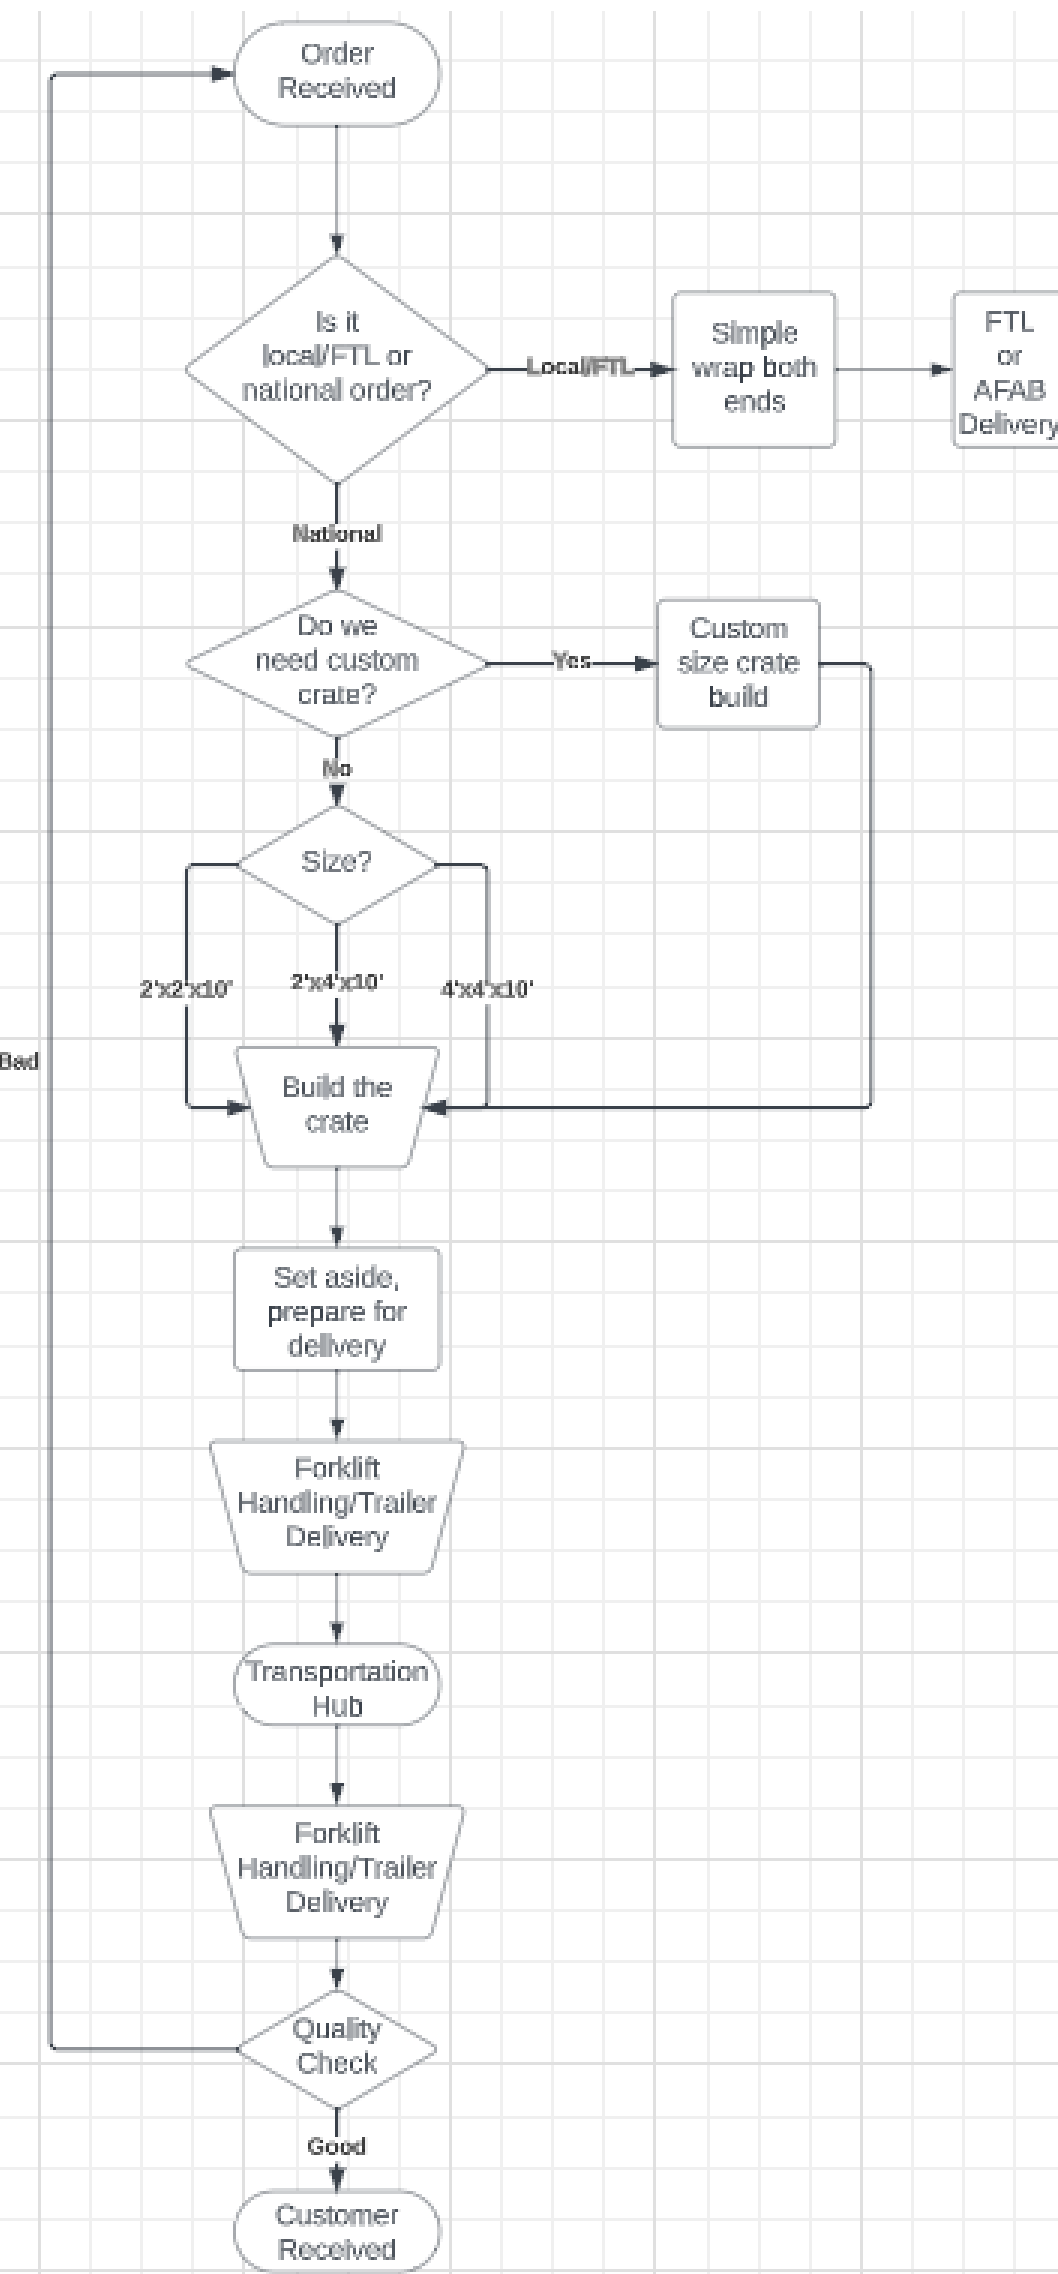 Order
Received
Is it
local/FTL or
national order?
Local/FTL
Simple
wrap both
ends
FTL
or
AFAB
Delivery
National
Do we
need custom
crate?
Yes
Custom
size crate
build
No
Size?
2'x2'x10'
2'x4'x10'
4'x4'x10'
Bad
Build the
crate
Set aside,
prepare for
delivery
Forklift
Handling/Trailer
Delivery
Transportation
Hub
Forklift
Handling/Trailer
Delivery
Quality
Check
Good
Customer
Received